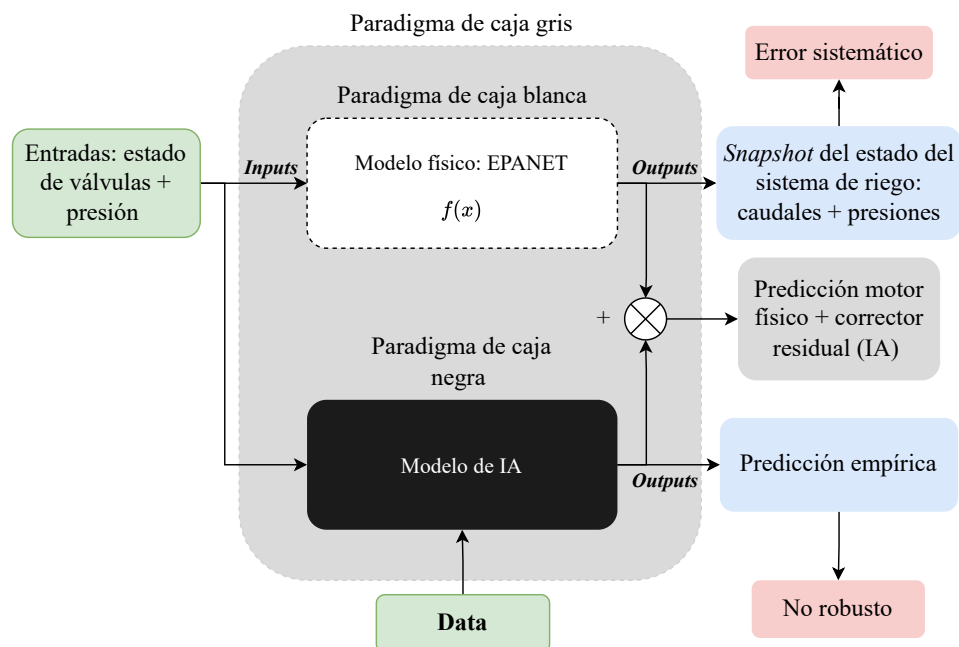 Paradigma de caja gris
Error sistemático
Paradigma de caja blanca
Entradas: estado
de válvulas +
presión
Inputs
Modelo físico: EPANET
f(x)
Outputs
Snapshot del estado del
sistema de riego:
caudales + presiones
+
Predicción motor
físico + corrector
residual (IA)
Paradigma de caja
negra
Modelo de IA
Outputs
Predicción empírica
Data
No robusto